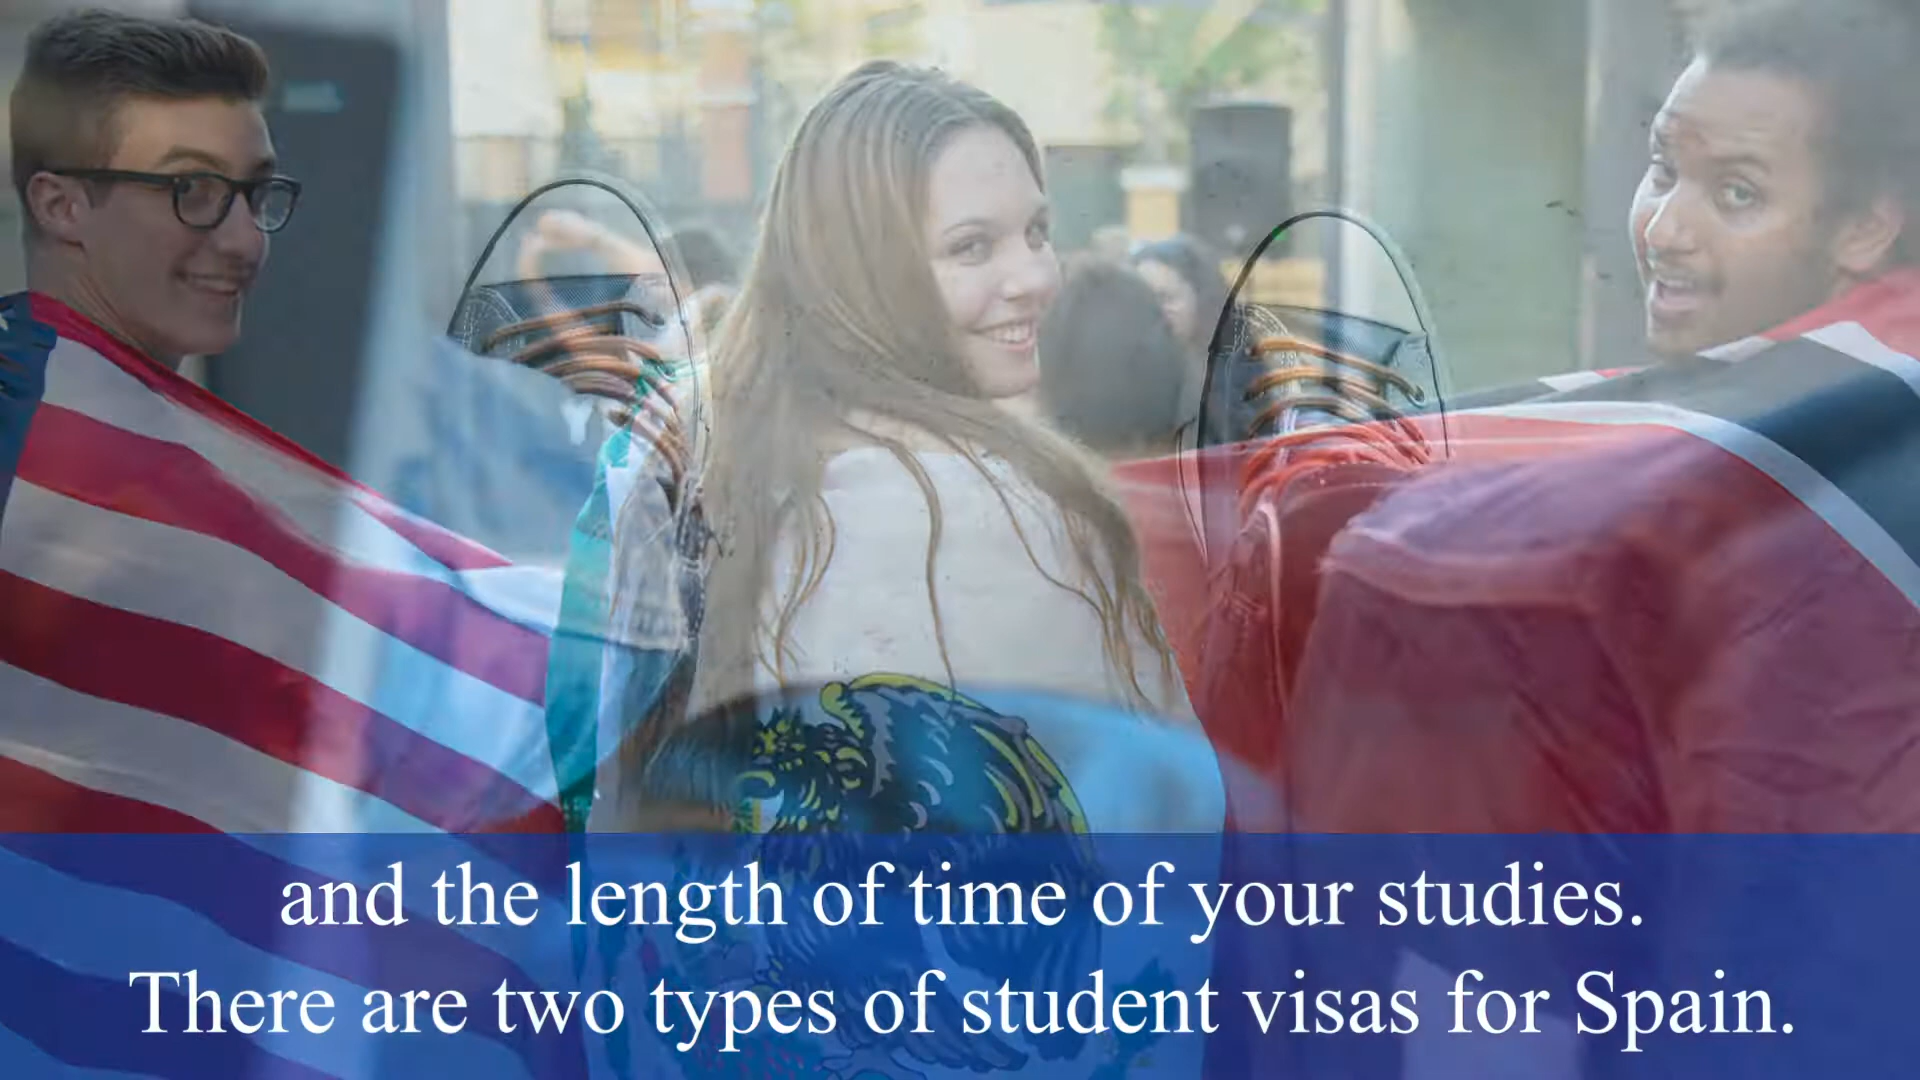 and the length of time of your studies.
There are two types of student visas for Spain.